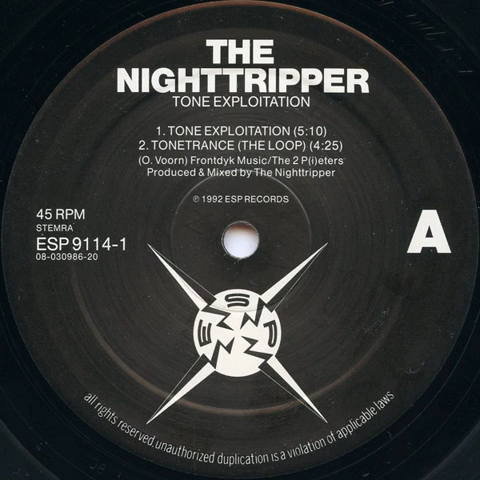 THE
NIGHTTRIPPER
TONE EXPLOITATION
1. TONE EXPLOITATION (5:10)
2. TONETRANCE (THE LOOP) (4:25)
(O. Voorn) Frontdyk Music/The 2 P(i)eters
Produced & Mixed by The Nighttripper
℗ 1992 ESP RECORDS
45 RPM
STEMRA
ESP 9114-1
08-030986-20
A
ESP
all rights reserved. unauthorized duplication is a violation of applicable laws